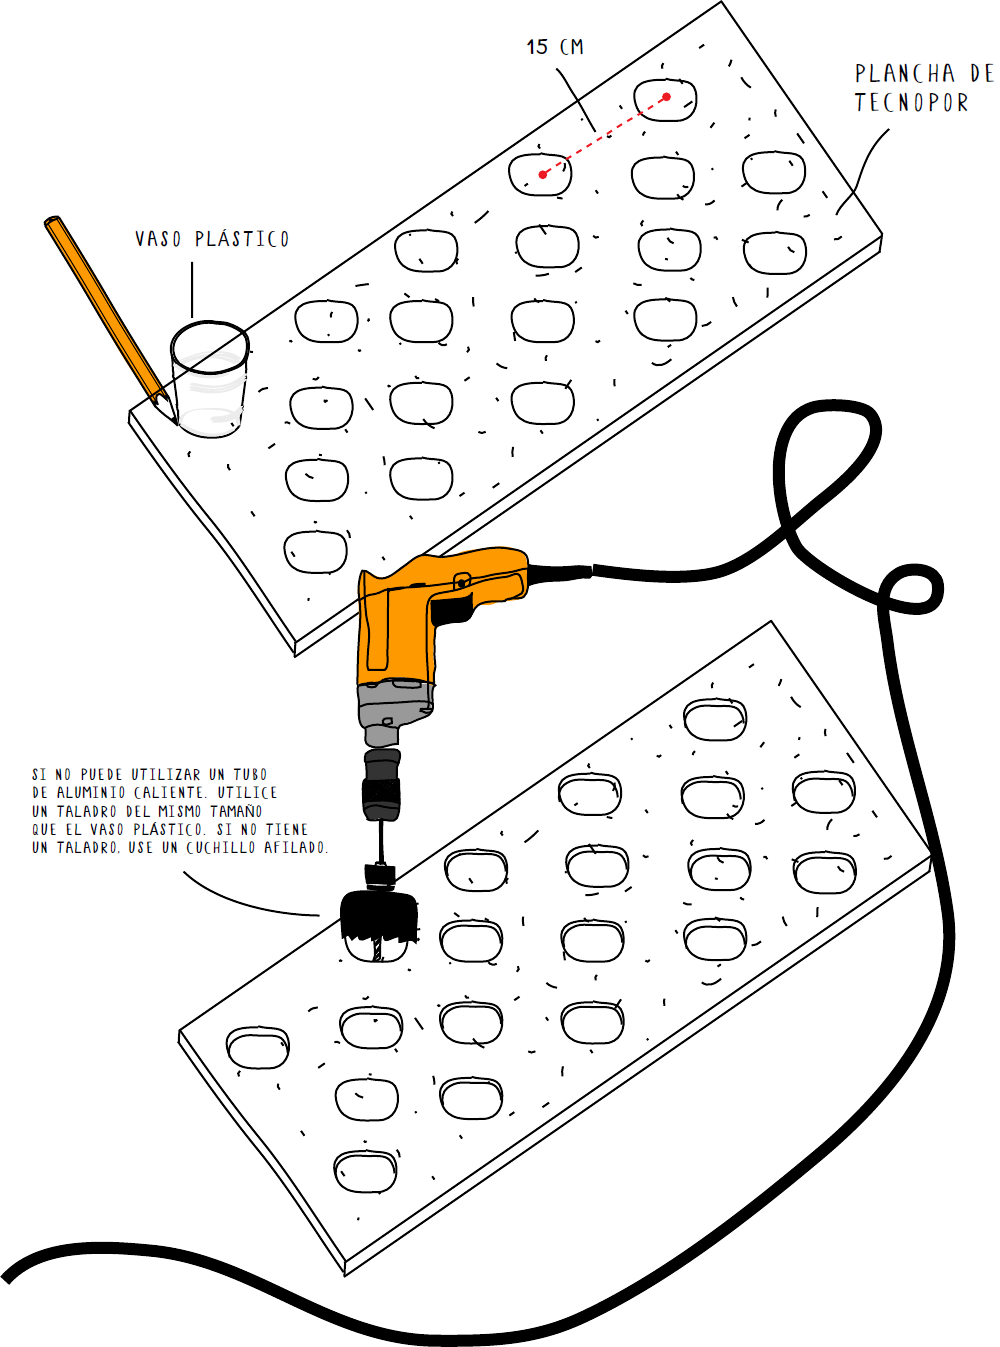 15 CM
PLANCHA DE
TECNOPOR
VASO PLÁSTICO
SI NO PUEDE UTILIZAR UN TUBO
DE ALUMINIO CALIENTE. UTILICE
UN TALADRO DEL MISMO TAMAÑO
QUE EL VASO PLÁSTICO. SI NO TIENE
UN TALADRO, USE UN CUCHILLO AFILADO.